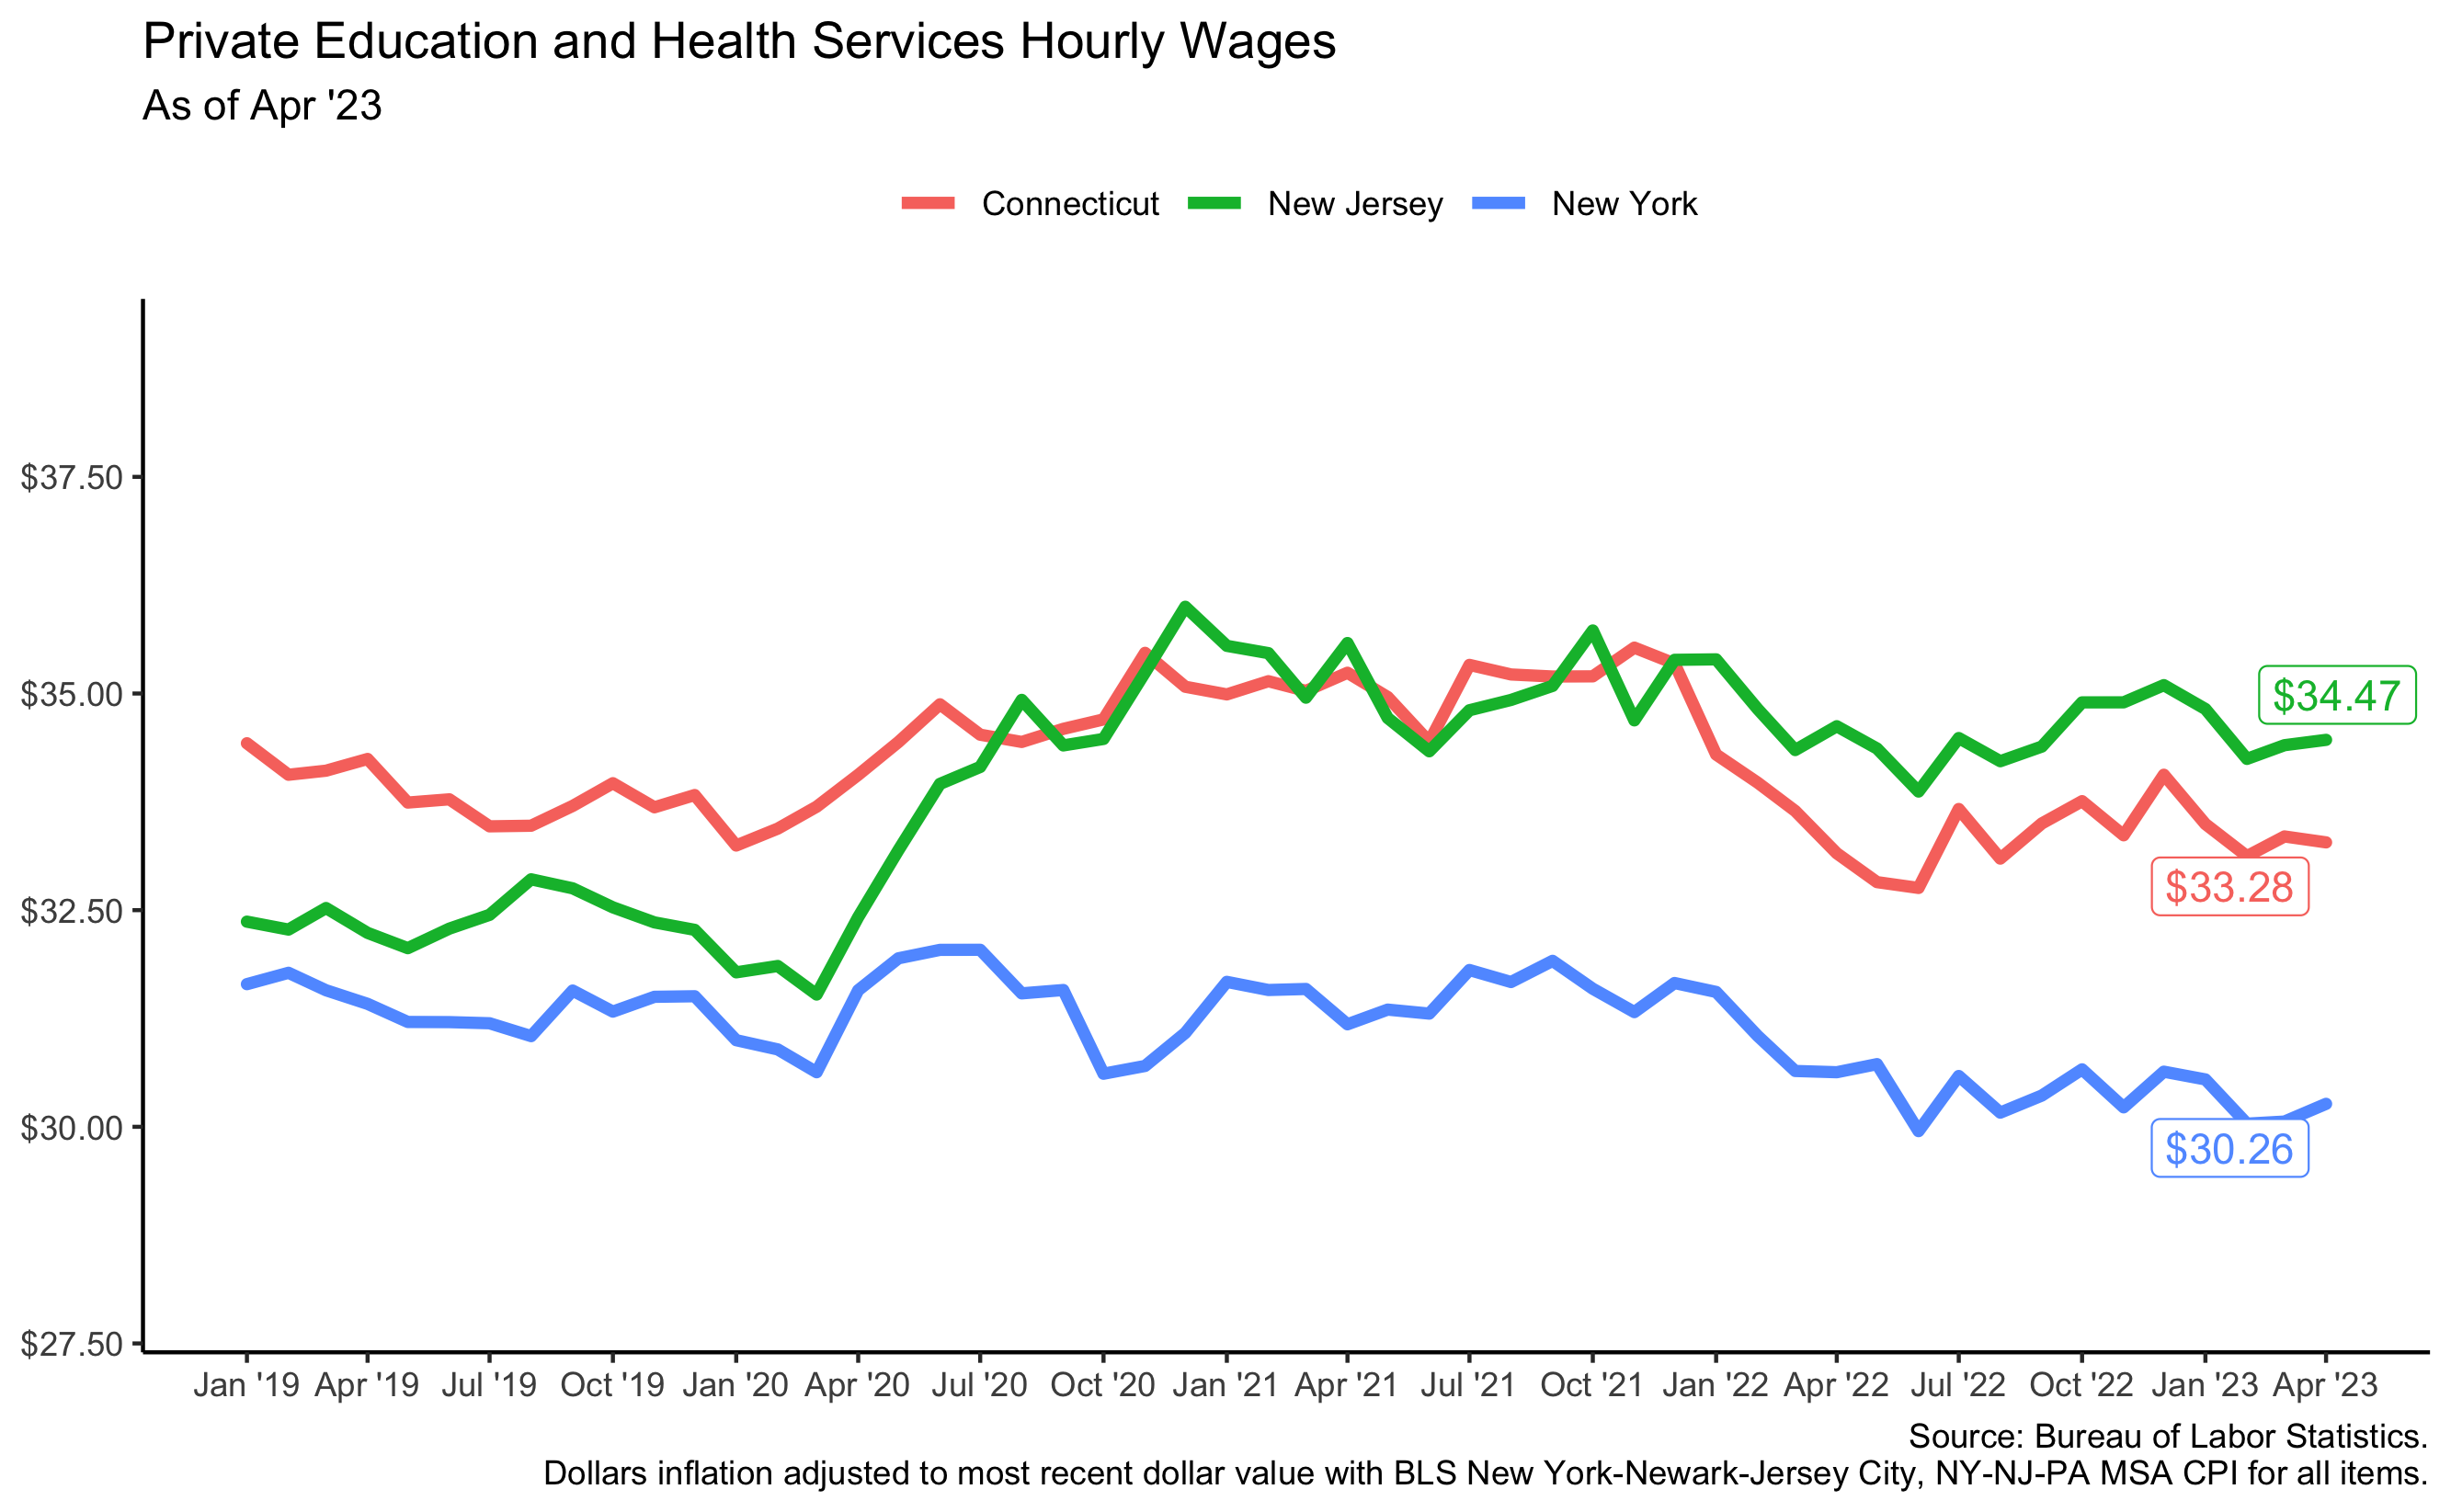 Private Education and Health Services Hourly Wages
As of Apr '23
Connecticut New Jersey New York
$37.50
$35.00
$32.50
$30.00
$27.50
$34.47
$33.28
$30.26
Jan '19 Apr '19 Jul '19 Oct '19 Jan '20 Apr '20 Jul '20 Oct '20 Jan '21 Apr '21 Jul '21 Oct '21 Jan '22 Apr '22 Jul '22 Oct '22 Jan '23 Apr '23
Source: Bureau of Labor Statistics.
Dollars inflation adjusted to most recent dollar value with BLS New York-Newark-Jersey City, NY-NJ-PA MSA CPI for all items.